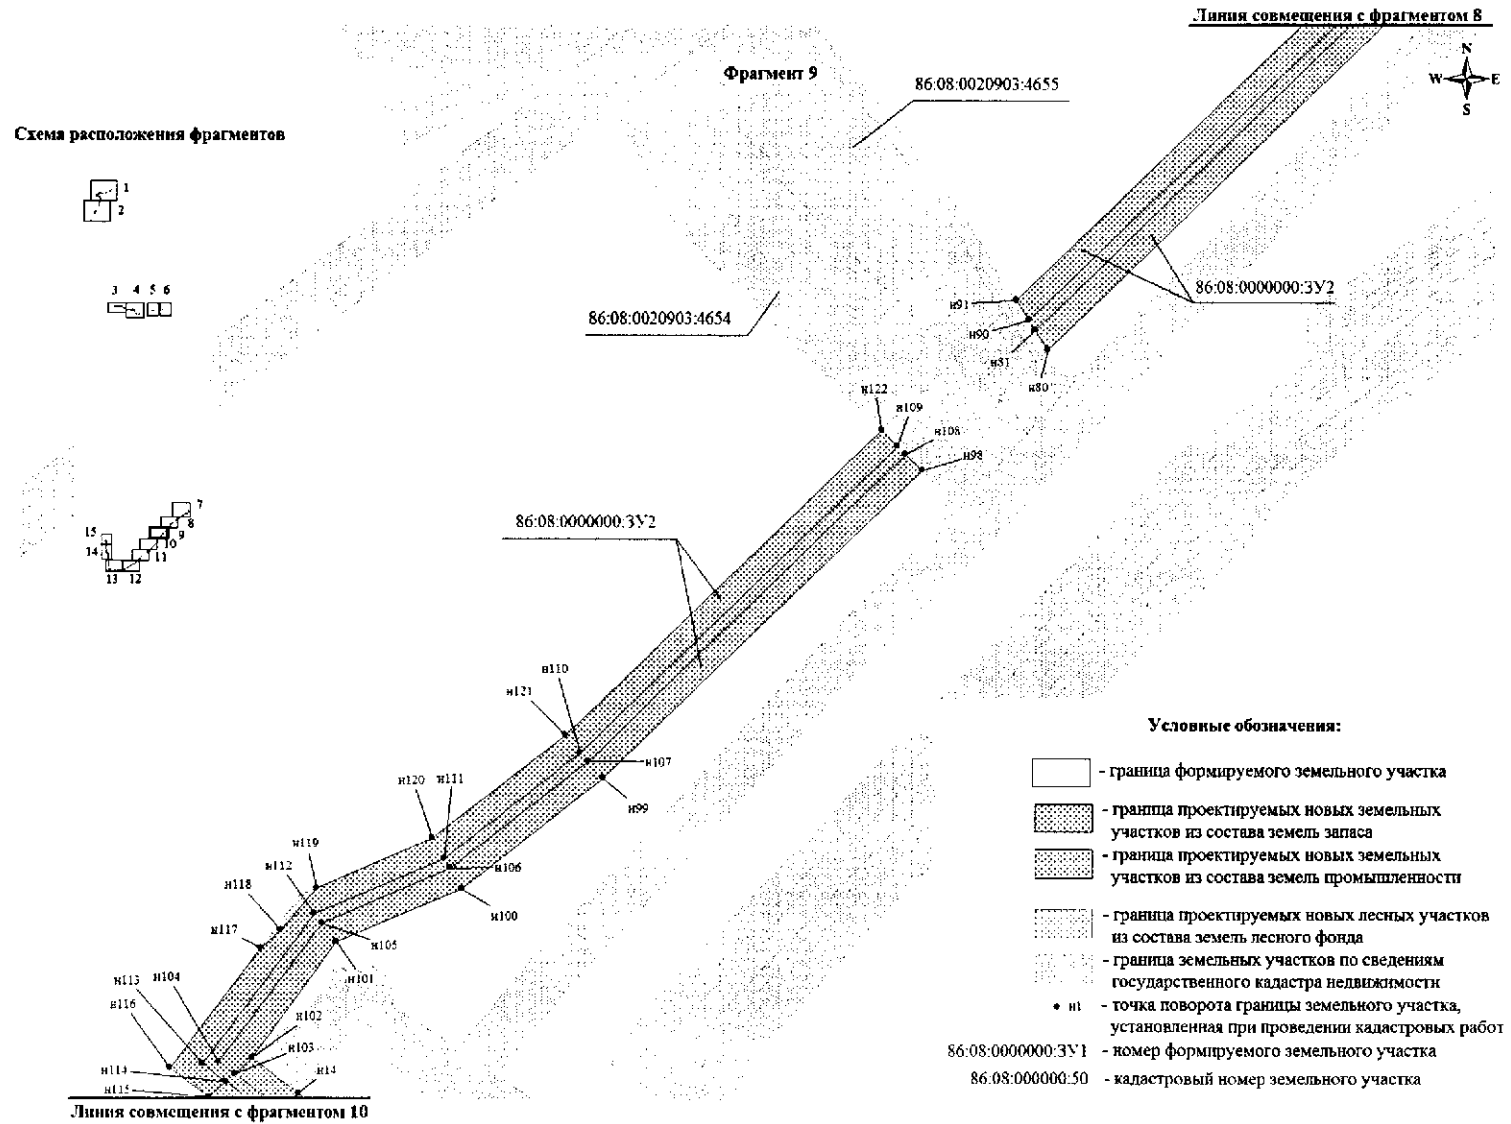 Линия совмещения с фрагментом 8
N
W E
S
Фрагмент 9
86:08:0020903:4655
Схема расположения фрагментов
1
2
3 4 5 6
86:08:0020903:4654
86:08:0000000:ЗУ2
н91
н90
н81
н80
н122
н109
н108
н98
7
8
9
10
11
12
13
14
15
86:08:0000000:ЗУ2
н110
н121
н107
н99
н120
н111
н119
н112
н106
н118
н100
н117
н105
н101
н113
н104
н116
н102
н103
н114
н14
н115
Линия совмещения с фрагментом 10
Условные обозначения:
- граница формируемого земельного участка
- граница проектируемых новых земельных
участков из состава земель запаса
- граница проектируемых новых земельных
участков из состава земель промышленности
- граница проектируемых новых лесных участков
из состава земель лесного фонда
- граница земельных участков по сведениям
государственного кадастра недвижимости
н1 - точка поворота границы земельного участка,
установленная при проведении кадастровых работ
86:08:0000000:ЗУ1 - номер формируемого земельного участка
86:08:000000:50 - кадастровый номер земельного участка